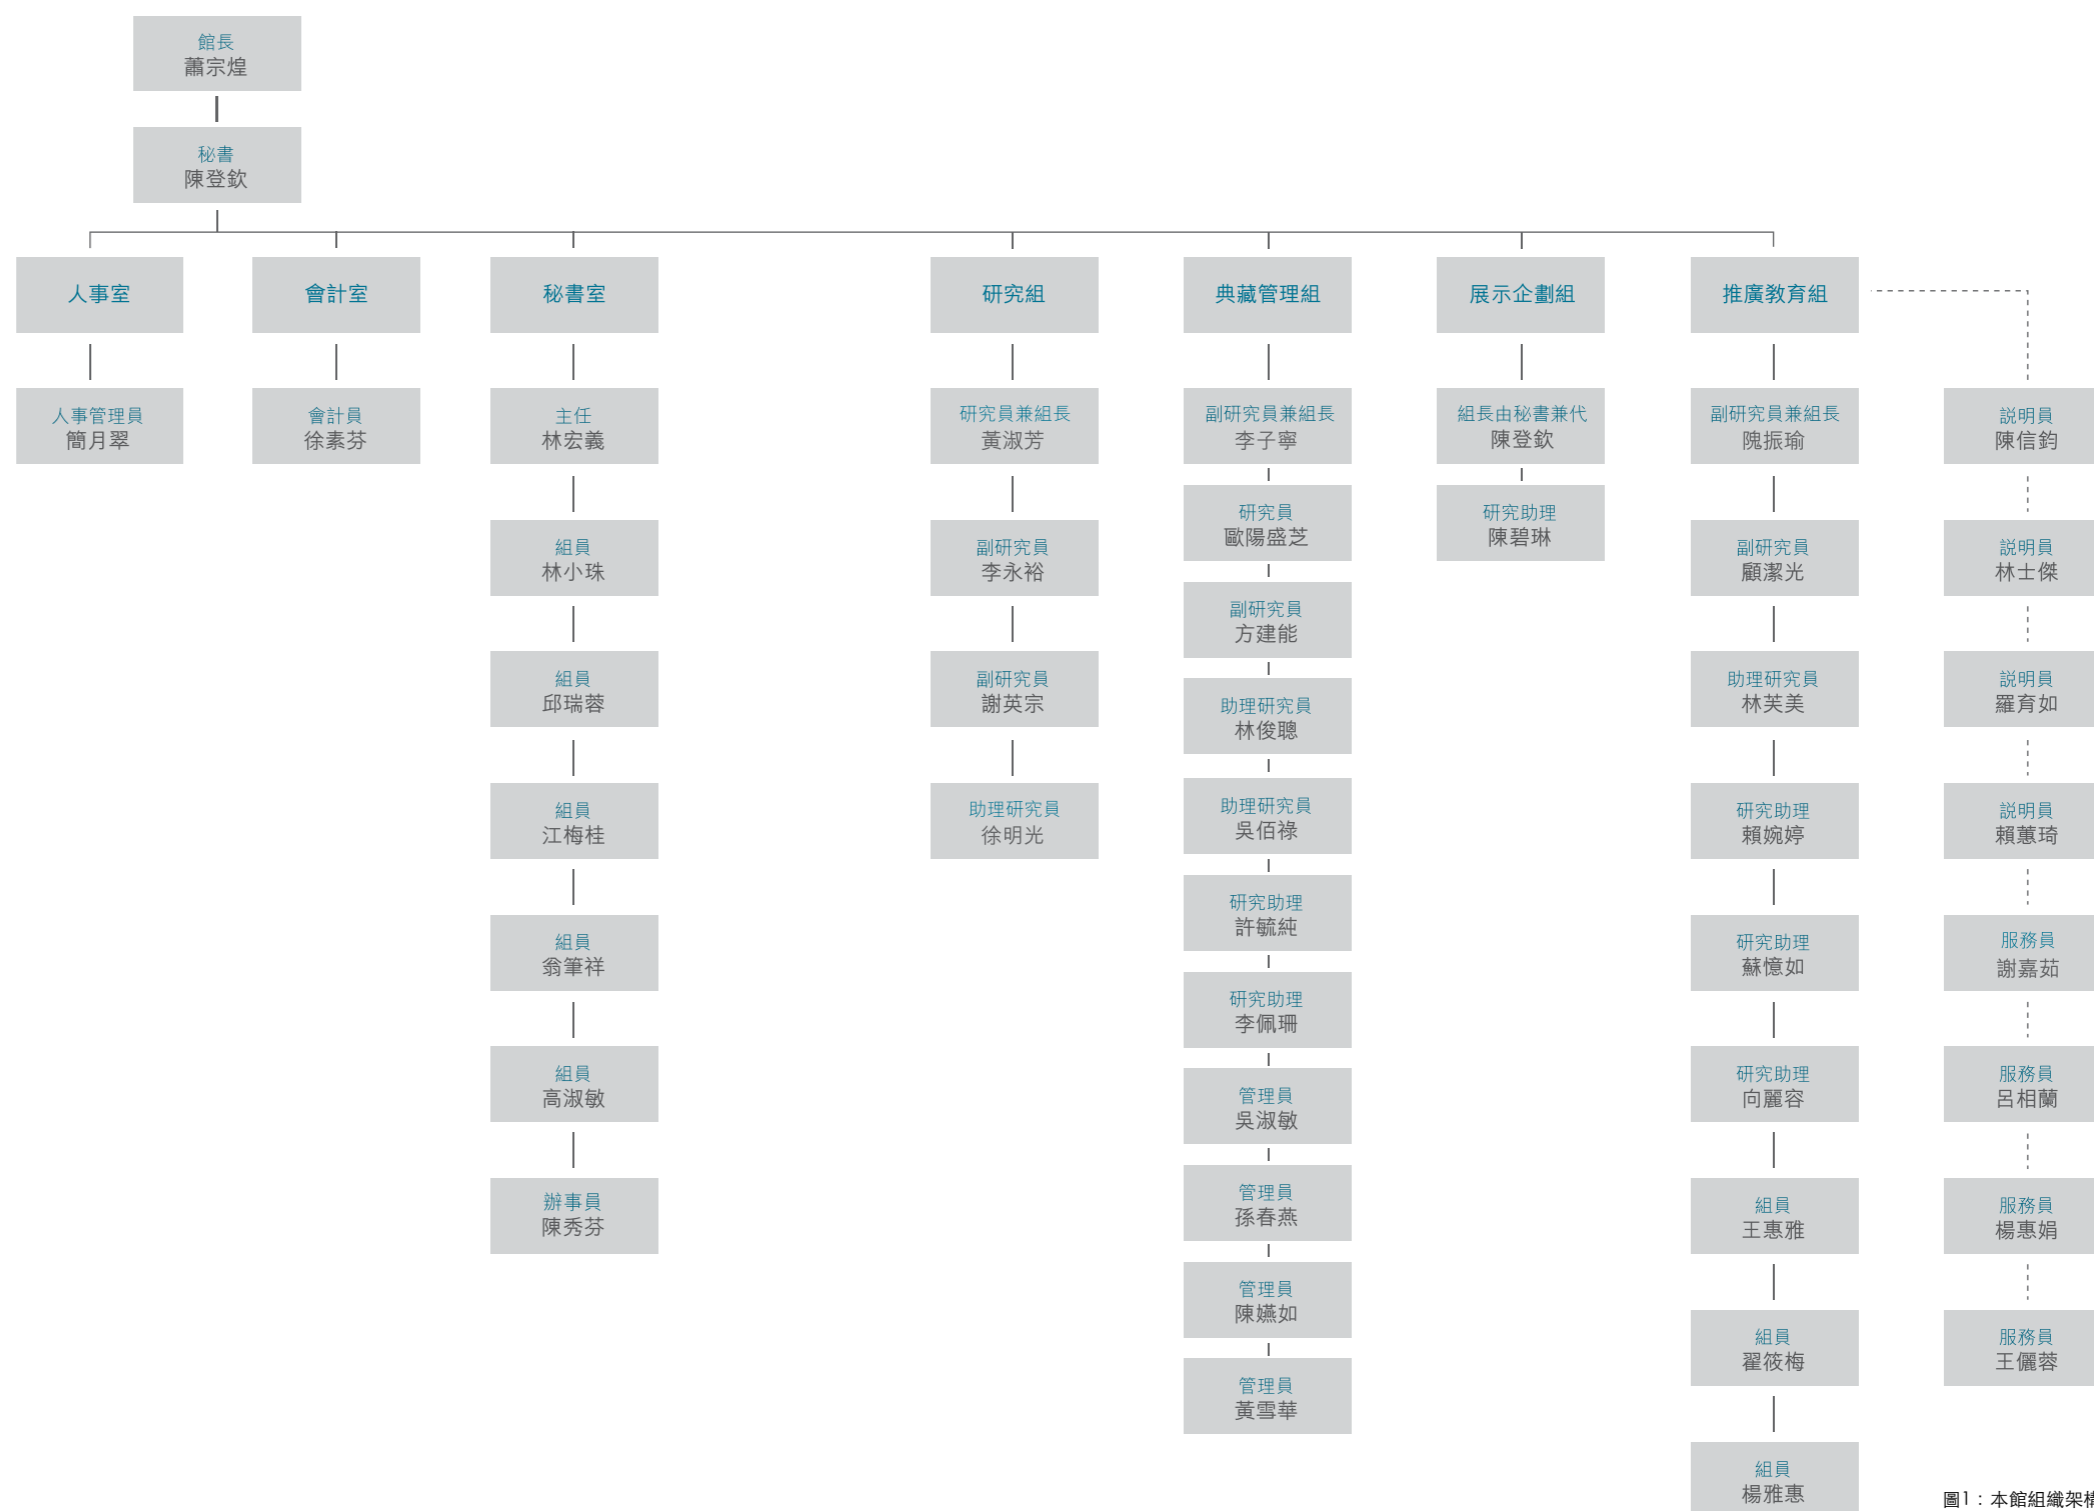 館長
蕭宗煌
秘書
陳登欽
人事室
人事管理員
簡月翠
會計室
會計員
徐素芬
秘書室
主任
林宏義
組員
林小珠
組員
邱瑞蓉
組員
江梅桂
組員
翁筆祥
組員
高淑敏
辦事員
陳秀芬
研究組
研究員兼組長
黃淑芳
副研究員
李永裕
副研究員
謝英宗
助理研究員
徐明光
典藏管理組
副研究員兼組長
李子寧
研究員
歐陽盛芝
副研究員
方建能
助理研究員
林俊聰
助理研究員
吳佰祿
研究助理
許毓純
研究助理
李佩珊
管理員
吳淑敏
管理員
孫春燕
管理員
陳嬿如
管理員
黃雪華
展示企劃組
組長由秘書兼代
陳登欽
研究助理
陳碧琳
推廣教育組
副研究員兼組長
隗振瑜
副研究員
顧潔光
助理研究員
林芙美
研究助理
賴婉婷
研究助理
蘇憶如
研究助理
向麗容
組員
王惠雅
組員
翟筱梅
組員
楊雅惠
説明員
陳信鈞
説明員
林士傑
説明員
羅育如
説明員
賴蕙琦
服務員
謝嘉茹
服務員
呂相蘭
服務員
楊惠娟
服務員
王儷蓉
圖1：本館組織架